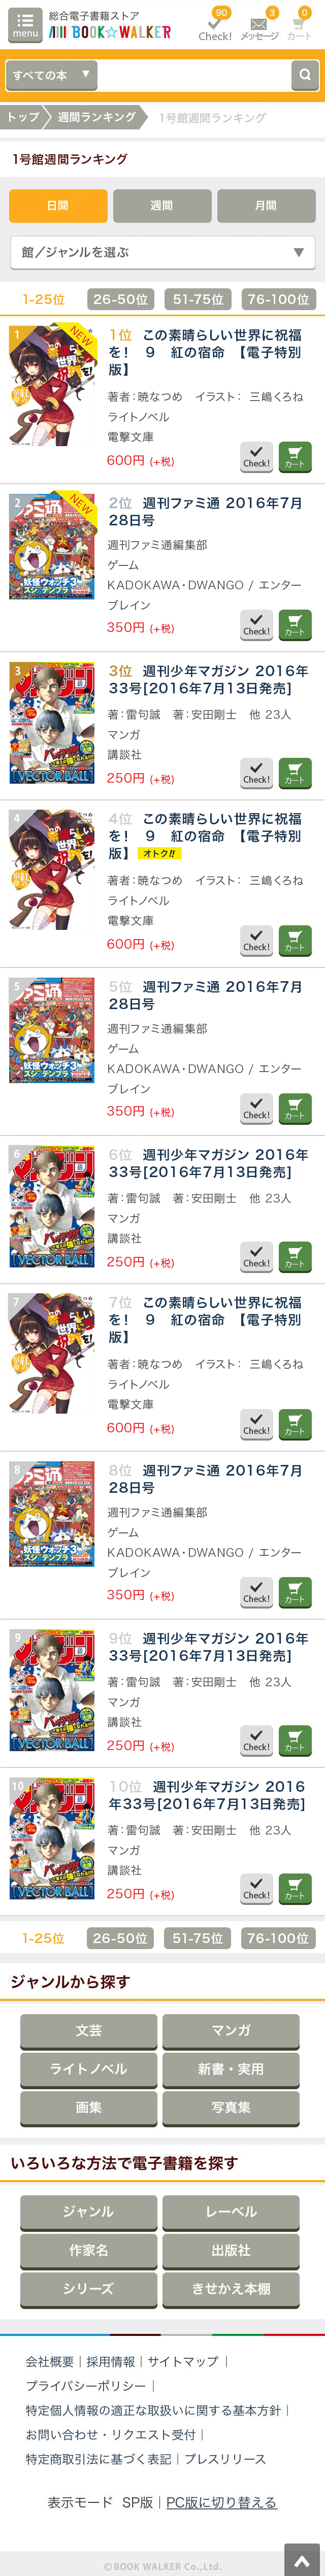 menu
総合電子書籍ストア
BOOK☆WALKER
90
Check!
3
メッセージ
0
カート
すべての本 ▼
トップ
週間ランキング
1号館週間ランキング
1号館週間ランキング
日間
週間
月間
館／ジャンルを選ぶ ▼
1-25位
26-50位
51-75位
76-100位
1
NEW
1位 この素晴らしい世界に祝福
を！ 9 紅の宿命 【電子特別
版】
著者：暁なつめ イラスト： 三嶋くろね
ライトノベル
電撃文庫
600円 (+税)
Check!
カート
2
NEW
2位 週刊ファミ通 2016年7月
28日号
週刊ファミ通編集部
ゲーム
KADOKAWA・DWANGO / エンター
ブレイン
350円 (+税)
Check!
カート
3
3位 週刊少年マガジン 2016年
33号[2016年7月13日発売]
著：雷句誠 著：安田剛士 他 23人
マンガ
講談社
250円 (+税)
Check!
カート
4
4位 この素晴らしい世界に祝福
を！ 9 紅の宿命 【電子特別
版】 オトク!!
著者：暁なつめ イラスト： 三嶋くろね
ライトノベル
電撃文庫
600円 (+税)
Check!
カート
5
5位 週刊ファミ通 2016年7月
28日号
週刊ファミ通編集部
ゲーム
KADOKAWA・DWANGO / エンター
ブレイン
350円 (+税)
Check!
カート
6
6位 週刊少年マガジン 2016年
33号[2016年7月13日発売]
著：雷句誠 著：安田剛士 他 23人
マンガ
講談社
250円 (+税)
Check!
カート
7
7位 この素晴らしい世界に祝福
を！ 9 紅の宿命 【電子特別
版】
著者：暁なつめ イラスト： 三嶋くろね
ライトノベル
電撃文庫
600円 (+税)
Check!
カート
8
8位 週刊ファミ通 2016年7月
28日号
週刊ファミ通編集部
ゲーム
KADOKAWA・DWANGO / エンター
ブレイン
350円 (+税)
Check!
カート
9
9位 週刊少年マガジン 2016年
33号[2016年7月13日発売]
著：雷句誠 著：安田剛士 他 23人
マンガ
講談社
250円 (+税)
Check!
カート
10
10位 週刊少年マガジン 2016
年33号[2016年7月13日発売]
著：雷句誠 著：安田剛士 他 23人
マンガ
講談社
250円 (+税)
Check!
カート
1-25位
26-50位
51-75位
76-100位
ジャンルから探す
文芸
マンガ
ライトノベル
新書・実用
画集
写真集
いろいろな方法で電子書籍を探す
ジャンル
レーベル
作家名
出版社
シリーズ
きせかえ本棚
会社概要｜採用情報｜サイトマップ｜
プライバシーポリシー｜
特定個人情報の適正な取扱いに関する基本方針｜
お問い合わせ・リクエスト受付｜
特定商取引法に基づく表記｜プレスリリース
表示モード SP版｜PC版に切り替える
©BOOK WALKER Co.,Ltd.